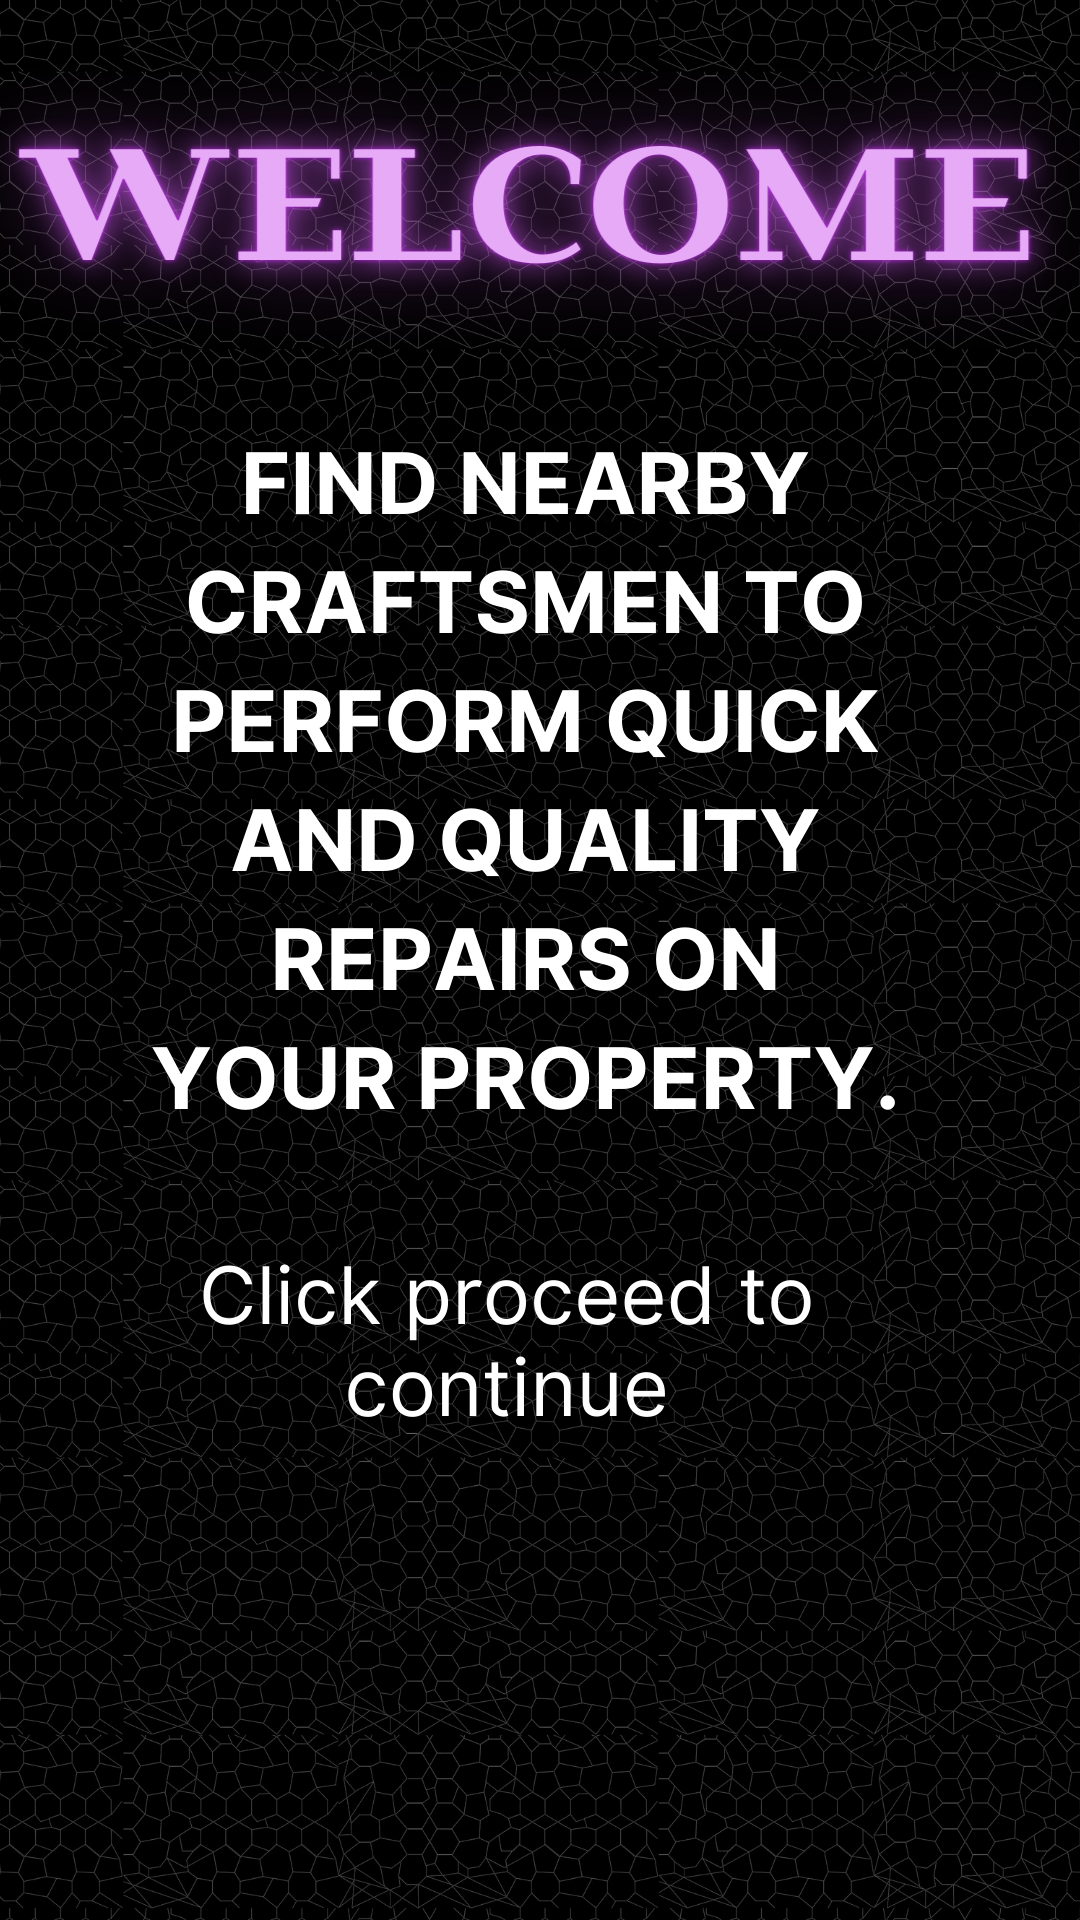 WELCOME
FIND NEARBY
CRAFTSMEN TO
PERFORM QUICK
AND QUALITY
REPAIRS ON
YOUR PROPERTY.
Click proceed to
continue